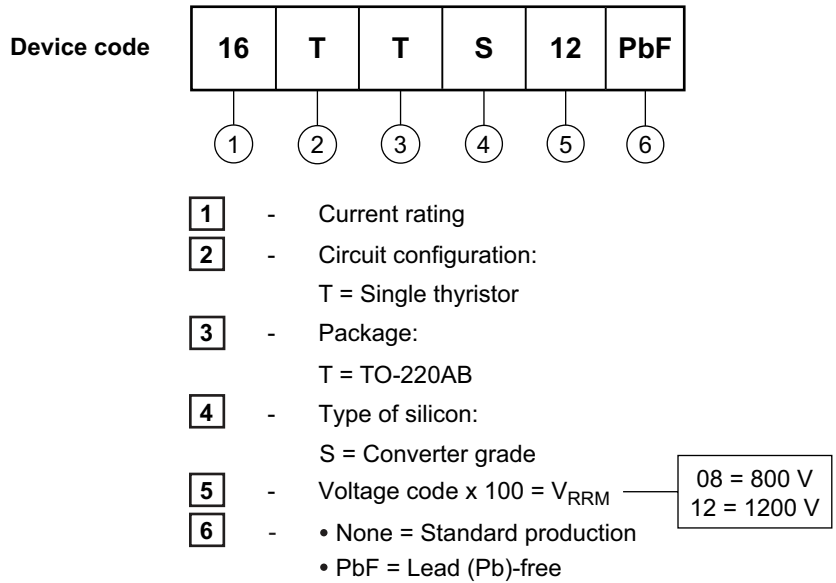 Device code 16 T T S 12 PbF
1 2 3 4 5 6
1 - Current rating
2 - Circuit configuration:
T = Single thyristor
3 - Package:
T = TO-220AB
4 - Type of silicon:
S = Converter grade
5 - Voltage code x 100 = VRRM
08 = 800 V
12 = 1200 V
6 - • None = Standard production
• PbF = Lead (Pb)-free